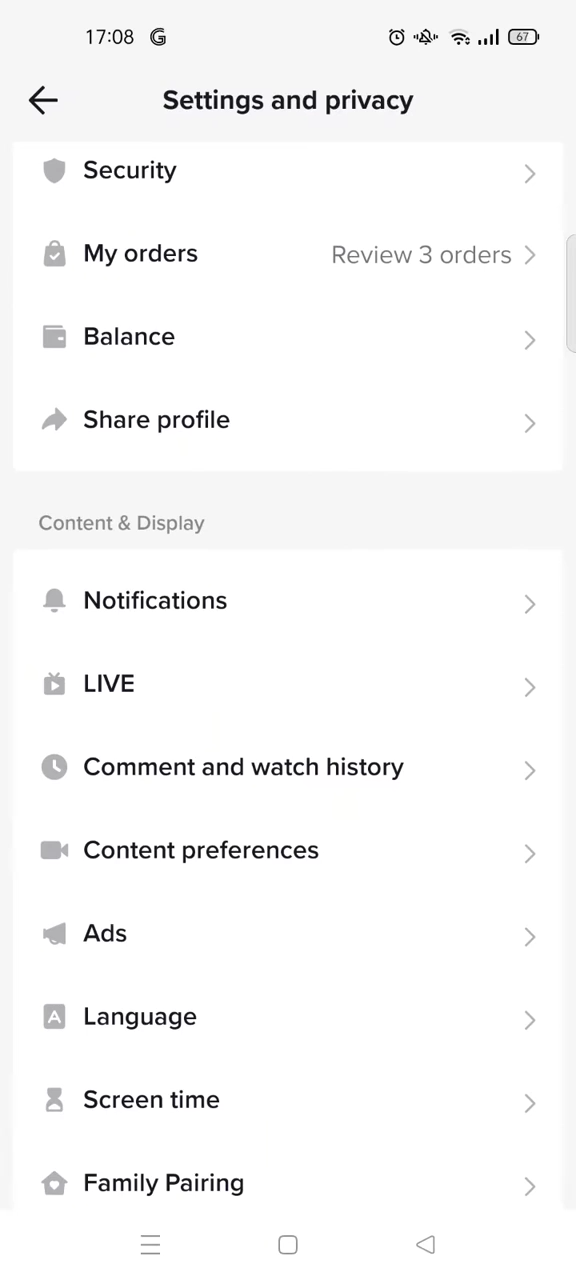 17:08 G 67
Settings and privacy
Security
My orders Review 3 orders
Balance
Share profile
Content & Display
Notifications
LIVE
Comment and watch history
Content preferences
Ads
A Language
Screen time
Family Pairing